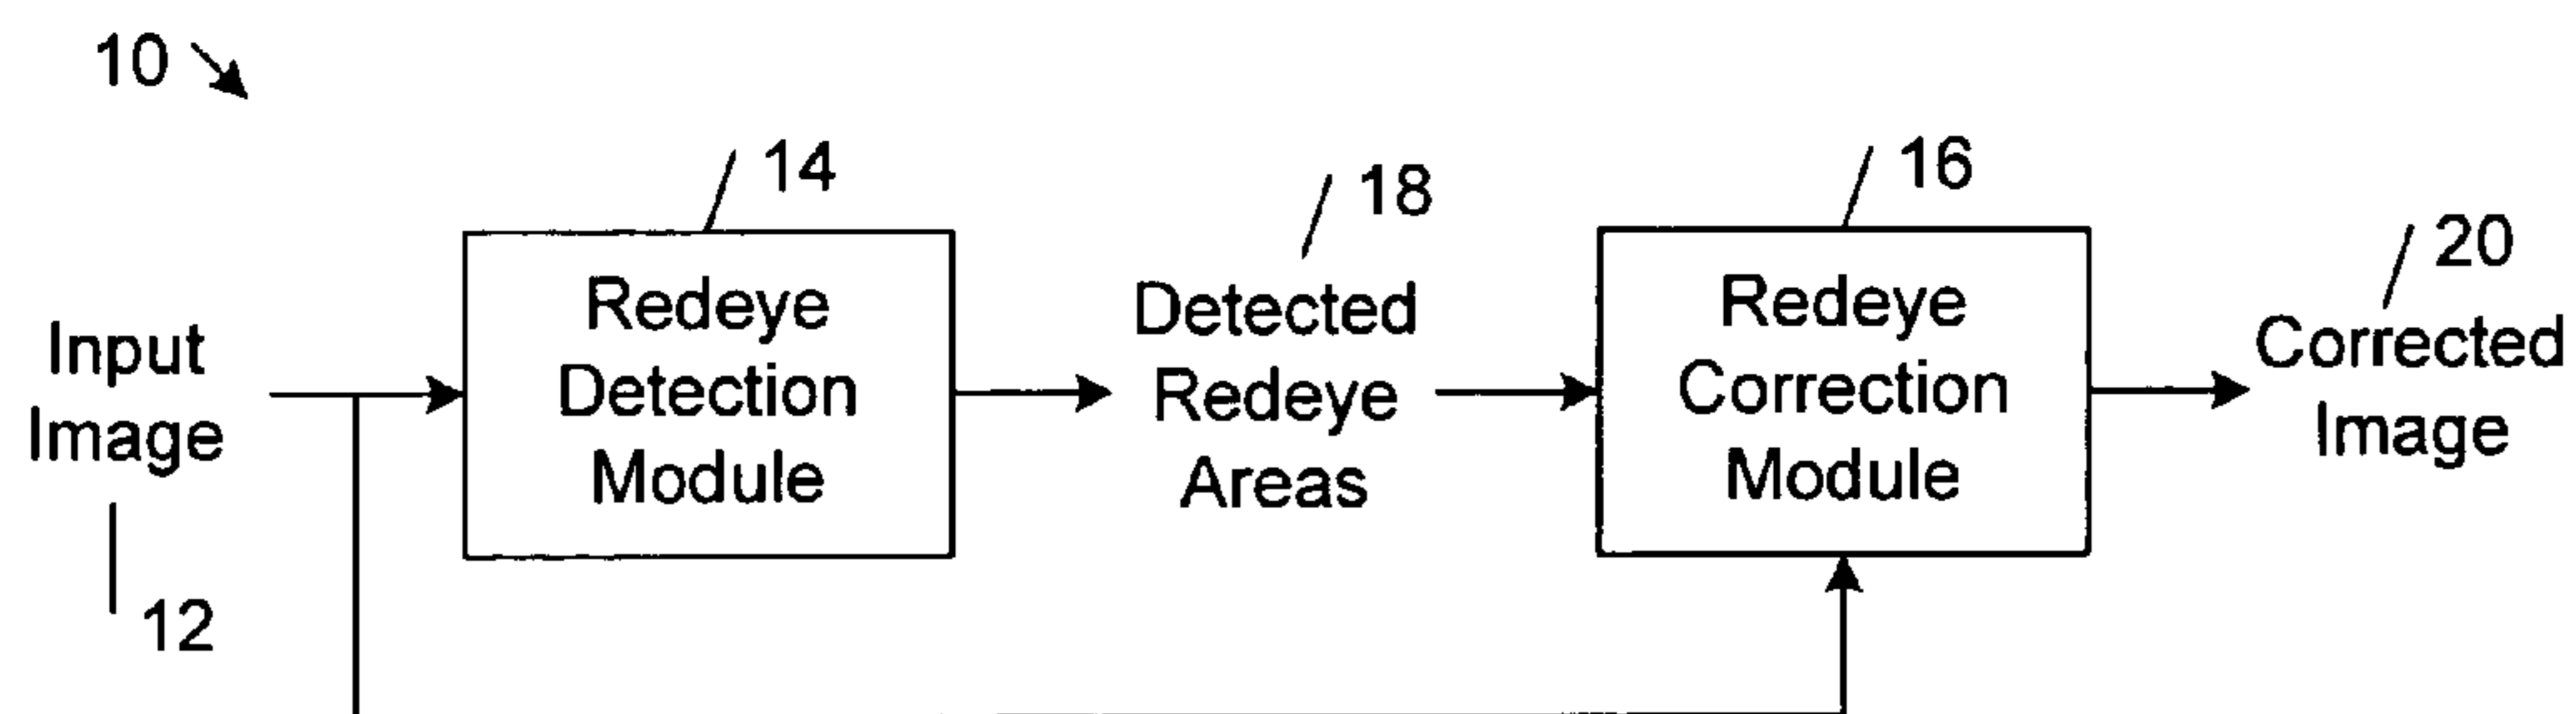 10
14
18
16
20
Input
Image
12
Redeye
Detection
Module
Detected
Redeye
Areas
Redeye
Correction
Module
Corrected
Image